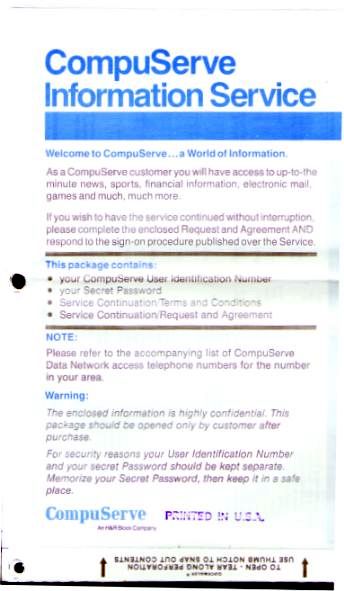 CompuServe
Information Service
Welcome to CompuServe...a World of Information.
As a CompuServe customer you will have access to up-to-the
minute news, sports, financial information, electronic mail,
games and much, much more.
If you wish to have the service continued without interruption,
please complete the enclosed Request and Agreement AND
respond to the sign-on procedure published over the Service.
This package contains:
• your CompuServe User Identification Number
• your Secret Password
• Service Continuation/Terms and Conditions
• Service Continuation/Request and Agreement
NOTE:
Please refer to the accompanying list of CompuServe
Data Network access telephone numbers for the number
in your area.
Warning:
The enclosed information is highly confidential. This
package should be opened only by customer after
purchase.
For security reasons your User Identification Number
and your secret Password should be kept separate.
Memorize your Secret Password, then keep it in a safe
place.
CompuServe PRINTED IN U.S.A.
An H&R Block Company
TO OPEN - TEAR ALONG PERFORATION
USE THUMB NOTCH TO SNAP OUT CONTENTS